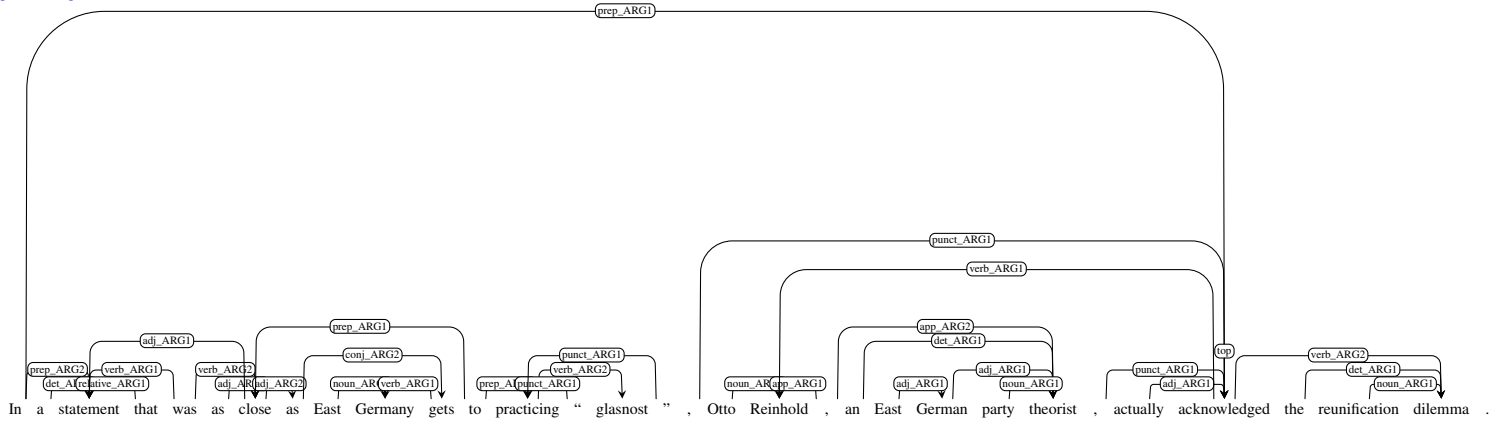 prep_ARG1
punct_ARG1
verb_ARG1
prep_ARG1 app_ARG2
adj_ARG1 det_ARG1
conj_ARG2 punct_ARG1 top verb_ARG2
prep_ARG2 verb_ARG1 verb_ARG2 verb_ARG2 adj_ARG1 punct_ARG1 det_ARG1
relative_ARG1 adj_ARG2 verb_ARG1 punct_ARG1 app_ARG1 adj_ARG1 noun_ARG1 adj_ARG1 noun_ARG1
In a statement that was as close as East Germany gets to practicing “ glasnost ” , Otto Reinhold , an East German party theorist , actually acknowledged the reunification dilemma .